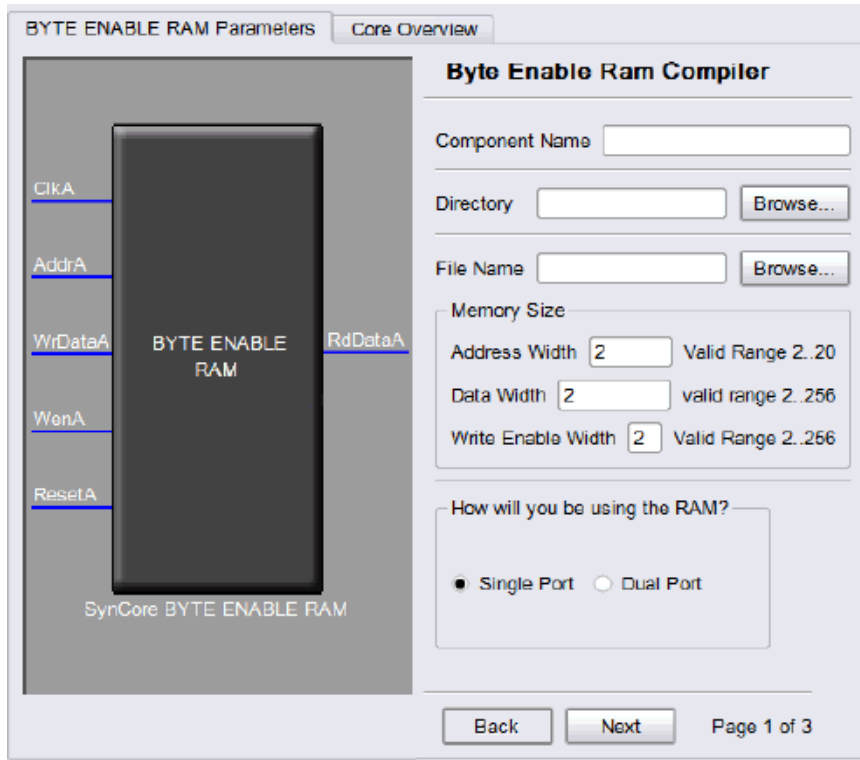 BYTE ENABLE RAM Parameters Core Overview
ClkA
AddrA
WrDataA
WenA
ResetA
BYTE ENABLE
RAM
RdDataA
SynCore BYTE ENABLE RAM
Byte Enable Ram Compiler
Component Name
Directory Browse...
File Name Browse...
Memory Size
Address Width 2 Valid Range 2..20
Data Width 2 valid range 2..256
Write Enable Width 2 Valid Range 2..256
How will you be using the RAM?
Single Port Dual Port
Back Next Page 1 of 3